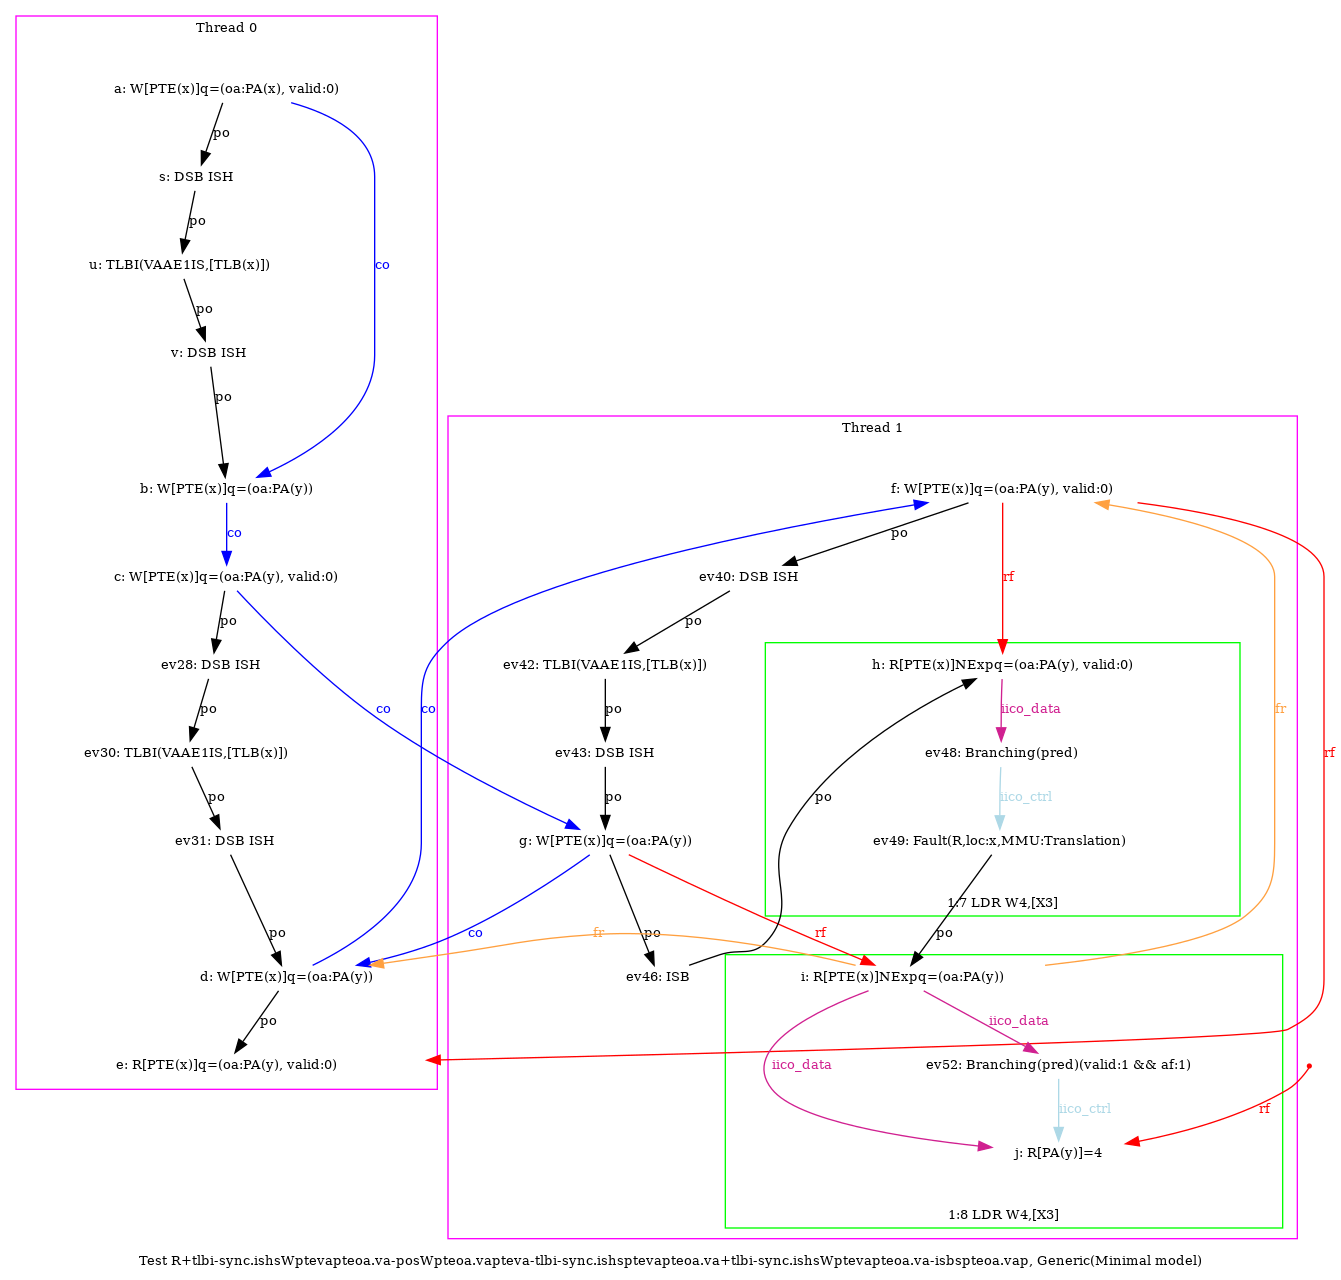 Thread 0
a: W[PTE(x)]q=(oa:PA(x), valid:0)
po
s: DSB ISH
po
u: TLBI(VAAE1IS,[TLB(x)])
co
po
v: DSB ISH
po
b: W[PTE(x)]q=(oa:PA(y))
co
c: W[PTE(x)]q=(oa:PA(y), valid:0)
po
ev28: DSB ISH
po
co
co
ev30: TLBI(VAAE1IS,[TLB(x)])
po
ev31: DSB ISH
po
d: W[PTE(x)]q=(oa:PA(y))
po
e: R[PTE(x)]q=(oa:PA(y), valid:0)
Thread 1
f: W[PTE(x)]q=(oa:PA(y), valid:0)
po
ev40: DSB ISH
rf
po
ev42: TLBI(VAAE1IS,[TLB(x)])
h: R[PTE(x)]NExpq=(oa:PA(y), valid:0)
po
iico_data
fr
ev43: DSB ISH
ev48: Branching(pred)
rf
po
po
iico_ctrl
g: W[PTE(x)]q=(oa:PA(y))
ev49: Fault(R,loc:x,MMU:Translation)
1:7 LDR W4,[X3]
co
fr
po
rf
po
ev46: ISB
i: R[PTE(x)]NExpq=(oa:PA(y))
iico_data
iico_data
ev52: Branching(pred)(valid:1 && af:1)
iico_ctrl
rf
j: R[PA(y)]=4
1:8 LDR W4,[X3]
Test R+tlbi-sync.ishsWptevapteoa.va-posWpteoa.vapteva-tlbi-sync.ishsptevapteoa.va+tlbi-sync.ishsWptevapteoa.va-isbspteoa.vap, Generic(Minimal model)